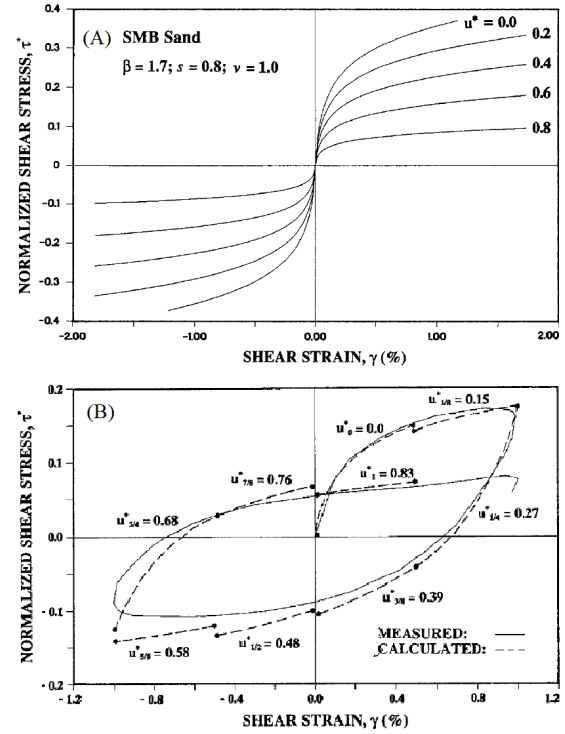 (A) SMB Sand
β = 1.7; s = 0.8; ν = 1.0
u* = 0.0
0.2
0.4
0.6
0.8
NORMALIZED SHEAR STRESS, τ*
0.4
0.3
0.2
0.1
0
-0.1
-0.2
-0.3
-0.4
-2.00 -1.00 0.00 1.00 2.00
SHEAR STRAIN, γ (%)
(B)
NORMALIZED SHEAR STRESS, τ*
0.2
0.1
0.0
-0.1
-0.2
u*1/8 = 0.15
u*0 = 0.0
u*7/8 = 0.76
u*1 = 0.83
u*3/4 = 0.68
u*1/4 = 0.27
u*3/8 = 0.39
u*1/2 = 0.48
u*5/8 = 0.58
MEASURED:
CALCULATED:
-1.2 -0.8 -0.4 0.0 0.4 0.8 1.2
SHEAR STRAIN, γ (%)